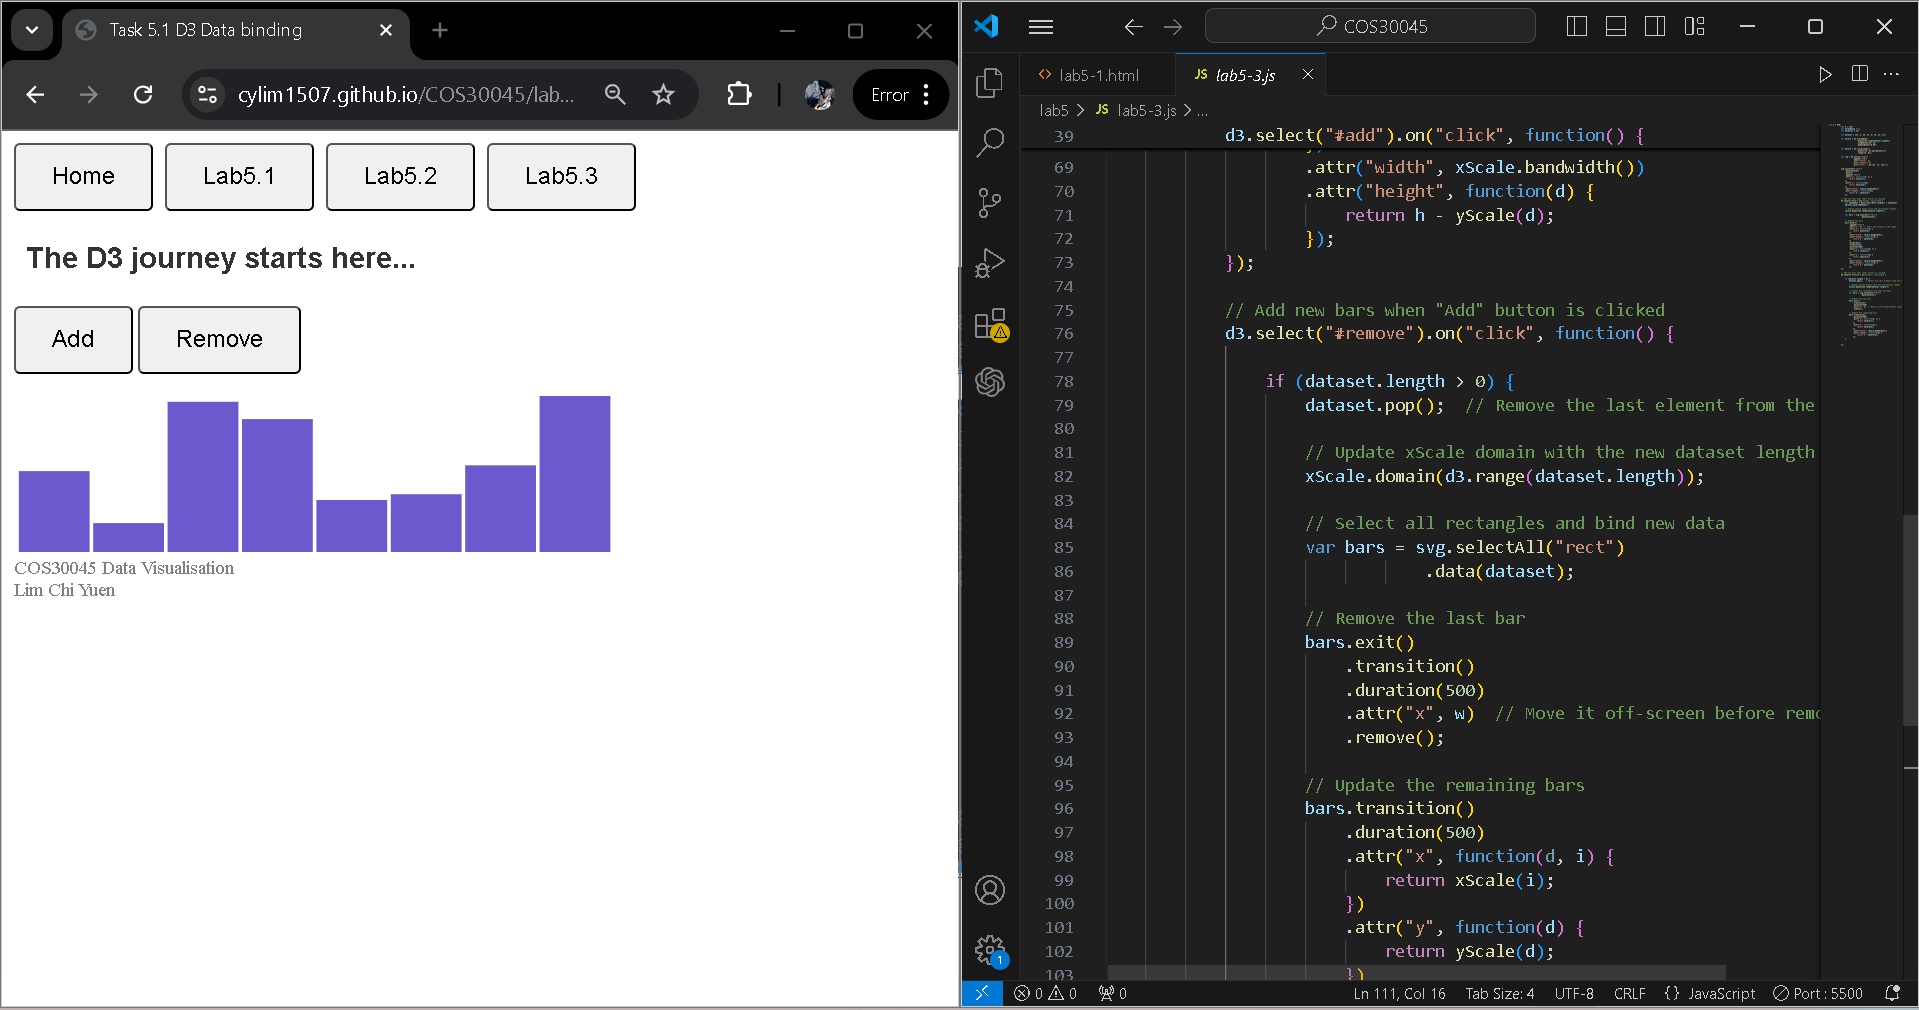 Task 5.1 D3 Data binding
cylim1507.github.io/COS30045/lab...
Error
Home
Lab5.1
Lab5.2
Lab5.3
The D3 journey starts here...
Add
Remove
COS30045 Data Visualisation
Lim Chi Yuen
COS30045
lab5-1.html
JS lab5-3.js
lab5 > JS lab5-3.js > ...
39 d3.select("#add").on("click", function() {
69 .attr("width", xScale.bandwidth())
70 .attr("height", function(d) {
71 return h - yScale(d);
72 });
73 });
74
75 // Add new bars when "Add" button is clicked
76 d3.select("#remove").on("click", function() {
77
78 if (dataset.length > 0) {
79 dataset.pop(); // Remove the last element from the
80
81 // Update xScale domain with the new dataset length
82 xScale.domain(d3.range(dataset.length));
83
84 // Select all rectangles and bind new data
85 var bars = svg.selectAll("rect")
86 .data(dataset);
87
88 // Remove the last bar
89 bars.exit()
90 .transition()
91 .duration(500)
92 .attr("x", w) // Move it off-screen before remo
93 .remove();
94
95 // Update the remaining bars
96 bars.transition()
97 .duration(500)
98 .attr("x", function(d, i) {
99 return xScale(i);
100 })
101 .attr("y", function(d) {
102 return yScale(d);
103 })
1
0 0 0
Ln 111, Col 16 Tab Size: 4 UTF-8 CRLF {} JavaScript Port : 5500